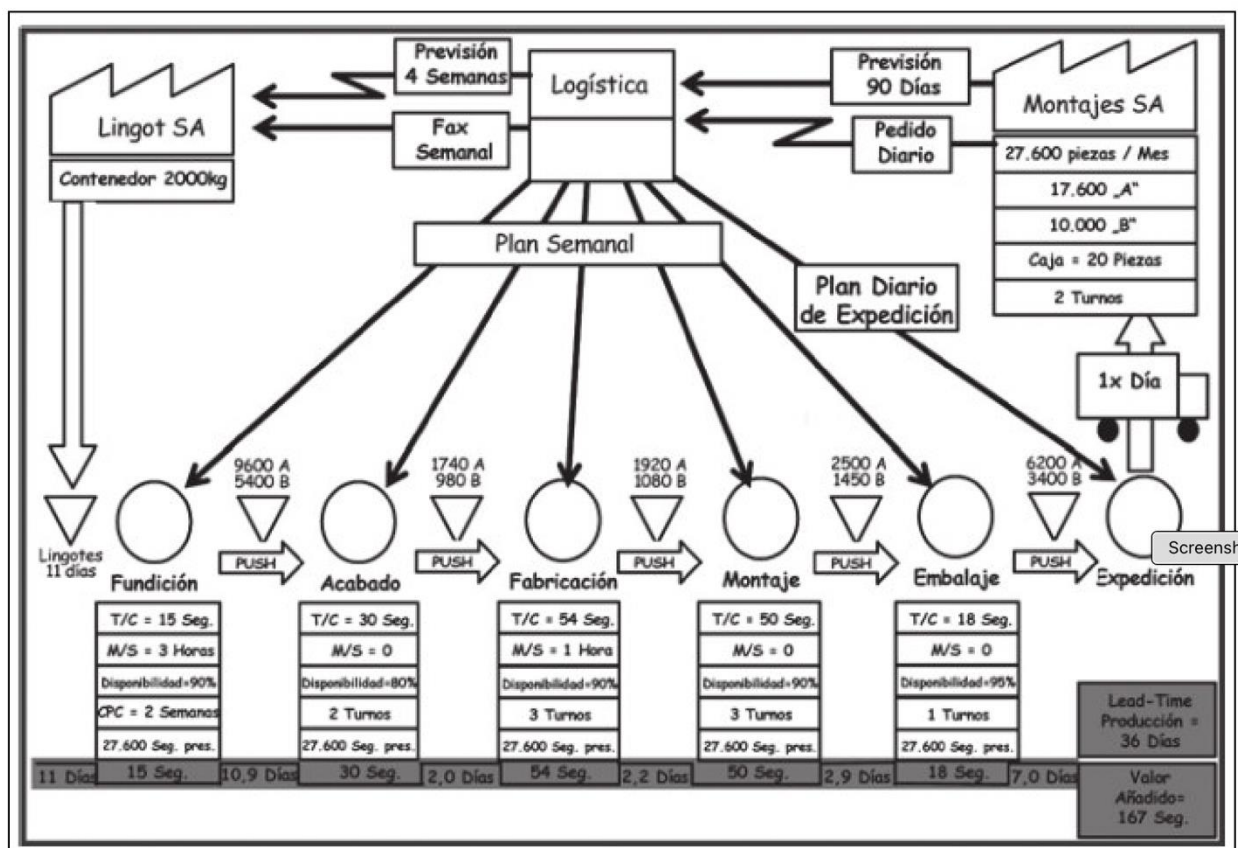 Previsión
4 Semanas
Logística
Previsión
90 Días
Lingot SA
Montajes SA
Fax
Semanal
Pedido
Diario
Contenedor 2000kg
27.600 piezas / Mes
17.600 „A“
10.000 „B“
Caja = 20 Piezas
2 Turnos
Plan Semanal
Plan Diario
de Expedición
1x Día
9600 A
5400 B
1740 A
980 B
1920 A
1080 B
2500 A
1450 B
6200 A
3400 B
Lingotes
11 días
PUSH
PUSH
PUSH
PUSH
PUSH
Screensh
Fundición
Acabado
Fabricación
Montaje
Embalaje
Expedición
T/C = 15 Seg.
M/S = 3 Horas
Disponibilidad=90%
CPC = 2 Semanas
27.600 Seg. pres.
T/C = 30 Seg.
M/S = 0
Disponibilidad=80%
2 Turnos
27.600 Seg. pres.
T/C = 54 Seg.
M/S = 1 Hora
Disponibilidad=90%
3 Turnos
27.600 Seg. pres.
T/C = 50 Seg.
M/S = 0
Disponibilidad=90%
3 Turnos
27.600 Seg. pres.
T/C = 18 Seg.
M/S = 0
Disponibilidad=95%
1 Turnos
27.600 Seg. pres.
Lead-Time
Producción =
36 Días
11 Días
15 Seg.
10,9 Días
30 Seg.
2,0 Días
54 Seg.
2,2 Días
50 Seg.
2,9 Días
18 Seg.
7,0 Días
Valor
Añadido=
167 Seg.